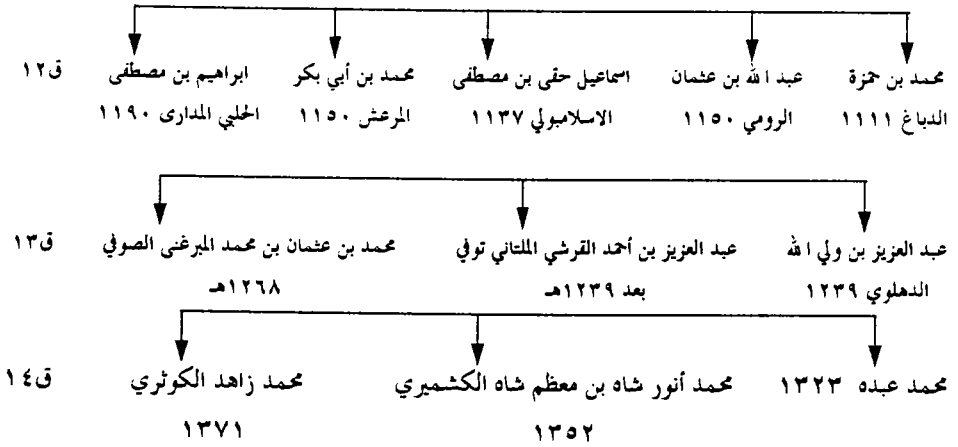 محمد بن حمزة عبد الله بن عثمان اسماعيل حقى بن مصطفى محمد بن أبي بكر ابراهيم بن مصطفى ق١٢
الدباغ ١١١١ الرومي ١١٥٠ الاسلامبولي ١١٣٧ المرعش ١١٥٠ الحلبي المدارى ١١٩٠
عبد العزيز بن ولي الله عبد العزيز بن أحمد القرشي الملتاني توفي محمد بن عثمان بن محمد الميرغنى الصوفي ق١٣
الدهلوي ١٢٣٩ بعد ١٢٣٩هـ ١٢٦٨هـ
محمد عبده ١٣٢٣ محمد أنور شاه بن معظم شاه الكشميري محمد زاهد الكوثري ق١٤
١٣٥٢ ١٣٧١